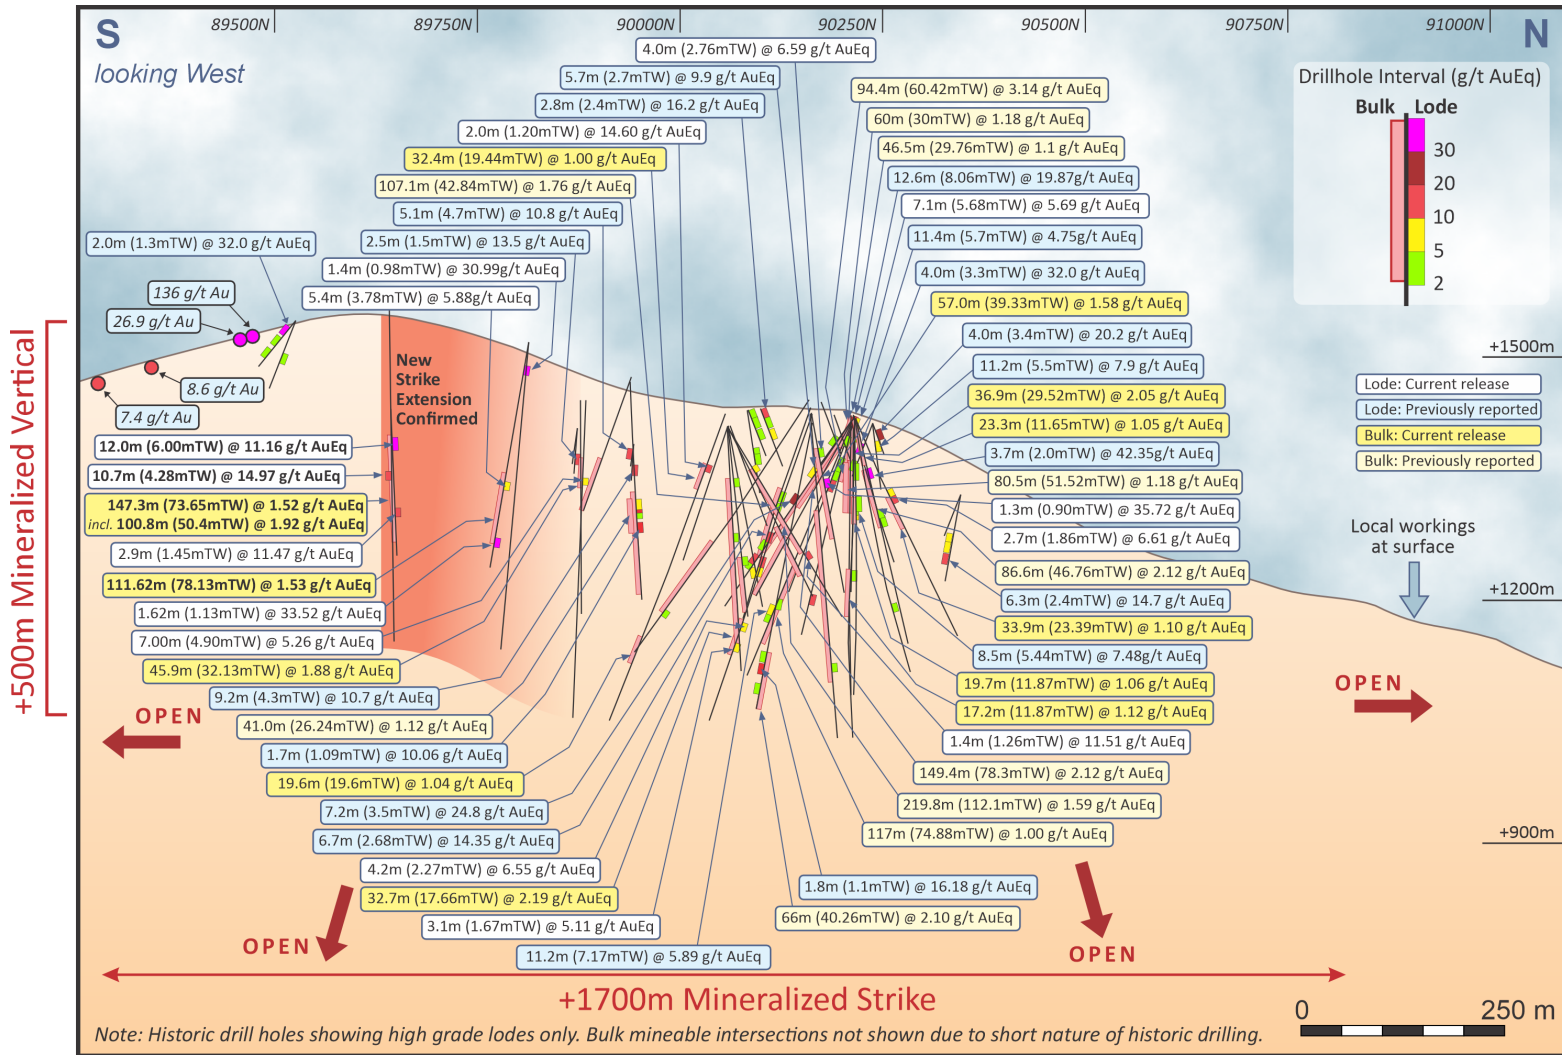 89500N
89750N
90000N
90250N
90500N
90750N
91000N
S
N
looking West
Drillhole Interval (g/t AuEq)
Bulk
Lode
30
20
10
5
2
4.0m (2.76mTW) @ 6.59 g/t AuEq
5.7m (2.7mTW) @ 9.9 g/t AuEq
2.8m (2.4mTW) @ 16.2 g/t AuEq
2.0m (1.20mTW) @ 14.60 g/t AuEq
32.4m (19.44mTW) @ 1.00 g/t AuEq
107.1m (42.84mTW) @ 1.76 g/t AuEq
5.1m (4.7mTW) @ 10.8 g/t AuEq
2.5m (1.5mTW) @ 13.5 g/t AuEq
1.4m (0.98mTW) @ 30.99g/t AuEq
5.4m (3.78mTW) @ 5.88g/t AuEq
2.0m (1.3mTW) @ 32.0 g/t AuEq
136 g/t Au
26.9 g/t Au
8.6 g/t Au
7.4 g/t Au
New
Strike
Extension
Confirmed
12.0m (6.00mTW) @ 11.16 g/t AuEq
10.7m (4.28mTW) @ 14.97 g/t AuEq
147.3m (73.65mTW) @ 1.52 g/t AuEq
incl. 100.8m (50.4mTW) @ 1.92 g/t AuEq
2.9m (1.45mTW) @ 11.47 g/t AuEq
111.62m (78.13mTW) @ 1.53 g/t AuEq
1.62m (1.13mTW) @ 33.52 g/t AuEq
7.00m (4.90mTW) @ 5.26 g/t AuEq
45.9m (32.13mTW) @ 1.88 g/t AuEq
9.2m (4.3mTW) @ 10.7 g/t AuEq
41.0m (26.24mTW) @ 1.12 g/t AuEq
1.7m (1.09mTW) @ 10.06 g/t AuEq
19.6m (19.6mTW) @ 1.04 g/t AuEq
7.2m (3.5mTW) @ 24.8 g/t AuEq
6.7m (2.68mTW) @ 14.35 g/t AuEq
4.2m (2.27mTW) @ 6.55 g/t AuEq
32.7m (17.66mTW) @ 2.19 g/t AuEq
3.1m (1.67mTW) @ 5.11 g/t AuEq
11.2m (7.17mTW) @ 5.89 g/t AuEq
94.4m (60.42mTW) @ 3.14 g/t AuEq
60m (30mTW) @ 1.18 g/t AuEq
46.5m (29.76mTW) @ 1.1 g/t AuEq
12.6m (8.06mTW) @ 19.87g/t AuEq
7.1m (5.68mTW) @ 5.69 g/t AuEq
11.4m (5.7mTW) @ 4.75g/t AuEq
4.0m (3.3mTW) @ 32.0 g/t AuEq
57.0m (39.33mTW) @ 1.58 g/t AuEq
4.0m (3.4mTW) @ 20.2 g/t AuEq
11.2m (5.5mTW) @ 7.9 g/t AuEq
36.9m (29.52mTW) @ 2.05 g/t AuEq
23.3m (11.65mTW) @ 1.05 g/t AuEq
3.7m (2.0mTW) @ 42.35g/t AuEq
80.5m (51.52mTW) @ 1.18 g/t AuEq
1.3m (0.90mTW) @ 35.72 g/t AuEq
2.7m (1.86mTW) @ 6.61 g/t AuEq
86.6m (46.76mTW) @ 2.12 g/t AuEq
6.3m (2.4mTW) @ 14.7 g/t AuEq
33.9m (23.39mTW) @ 1.10 g/t AuEq
8.5m (5.44mTW) @ 7.48g/t AuEq
19.7m (11.87mTW) @ 1.06 g/t AuEq
17.2m (11.87mTW) @ 1.12 g/t AuEq
1.4m (1.26mTW) @ 11.51 g/t AuEq
149.4m (78.3mTW) @ 2.12 g/t AuEq
219.8m (112.1mTW) @ 1.59 g/t AuEq
117m (74.88mTW) @ 1.00 g/t AuEq
1.8m (1.1mTW) @ 16.18 g/t AuEq
66m (40.26mTW) @ 2.10 g/t AuEq
+1500m
Lode: Current release
Lode: Previously reported
Bulk: Current release
Bulk: Previously reported
Local workings
at surface
+1200m
+900m
+500m Mineralized Vertical
OPEN
OPEN
OPEN
OPEN
+1700m Mineralized Strike
0
250 m
Note: Historic drill holes showing high grade lodes only. Bulk mineable intersections not shown due to short nature of historic drilling.